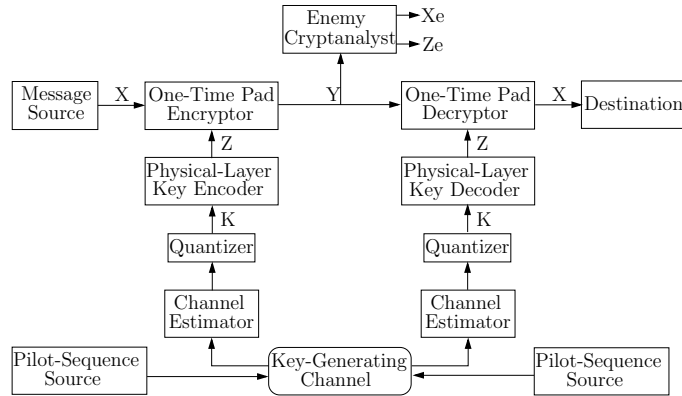 Enemy
Cryptanalyst
Xe
Ze
Message
Source
X
One-Time Pad
Encryptor
Y
One-Time Pad
Decryptor
X
Destination
Z
Z
Physical-Layer
Key Encoder
Physical-Layer
Key Decoder
K
K
Quantizer
Quantizer
Channel
Estimator
Channel
Estimator
Pilot-Sequence
Source
Key-Generating
Channel
Pilot-Sequence
Source